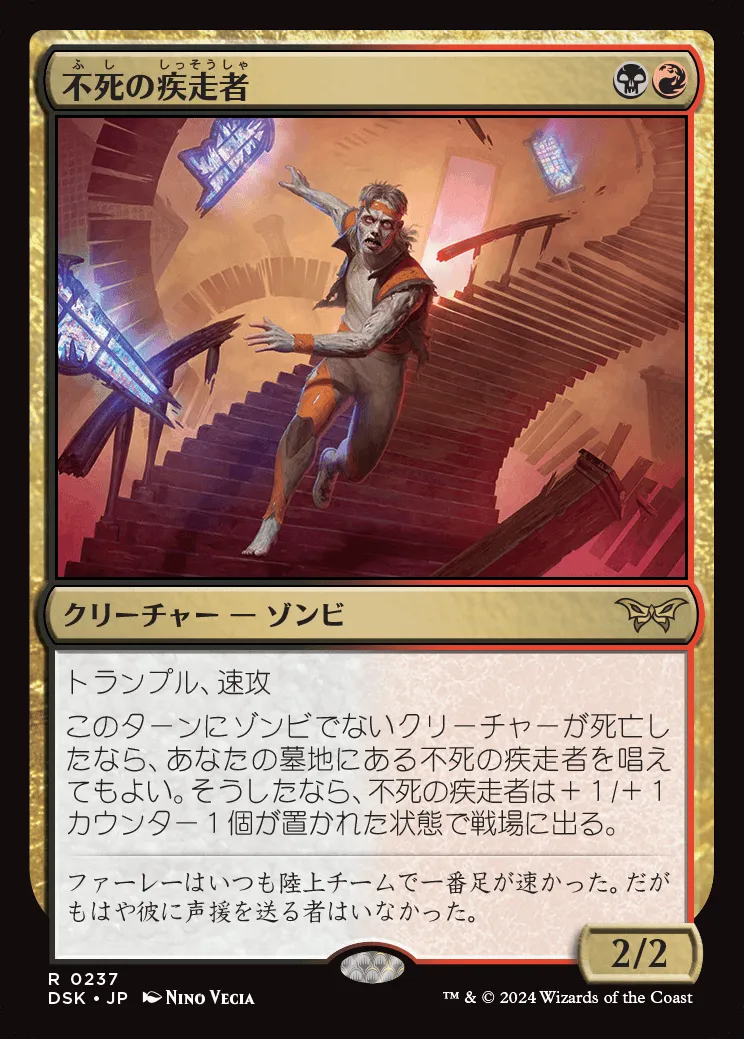 ふし しっそうしゃ
不死の疾走者
クリーチャー — ゾンビ
トランプル、速攻
このターンにゾンビでないクリーチャーが死亡し
たなら、あなたの墓地にある不死の疾走者を唱え
てもよい。そうしたなら、不死の疾走者は＋１/＋１
カウンター１個が置かれた状態で戦場に出る。
ファーレーはいつも陸上チームで一番足が速かった。だが
もはや彼に声援を送る者はいなかった。
2/2
R 0237
DSK • JP Nino Vecia
™ & © 2024 Wizards of the Coast